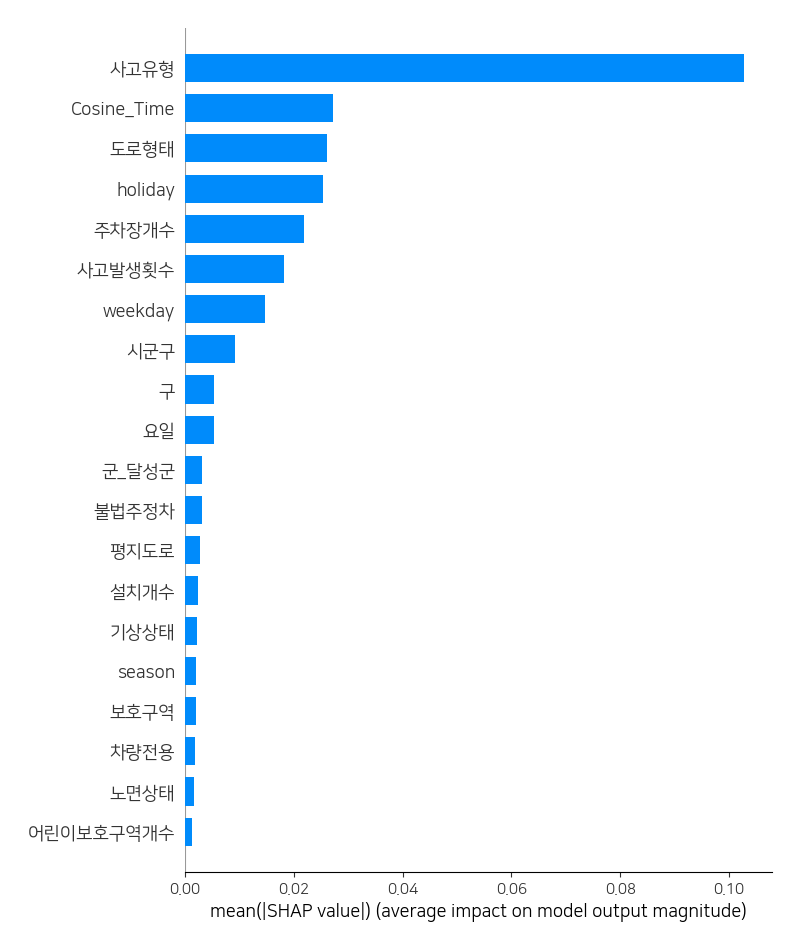 사고유형
Cosine_Time
도로형태
holiday
주차장개수
사고발생횟수
weekday
시군구
구
요일
군_달성군
불법주정차
평지도로
설치개수
기상상태
season
보호구역
차량전용
노면상태
어린이보호구역개수
0.00 0.02 0.04 0.06 0.08 0.10
mean(|SHAP value|) (average impact on model output magnitude)